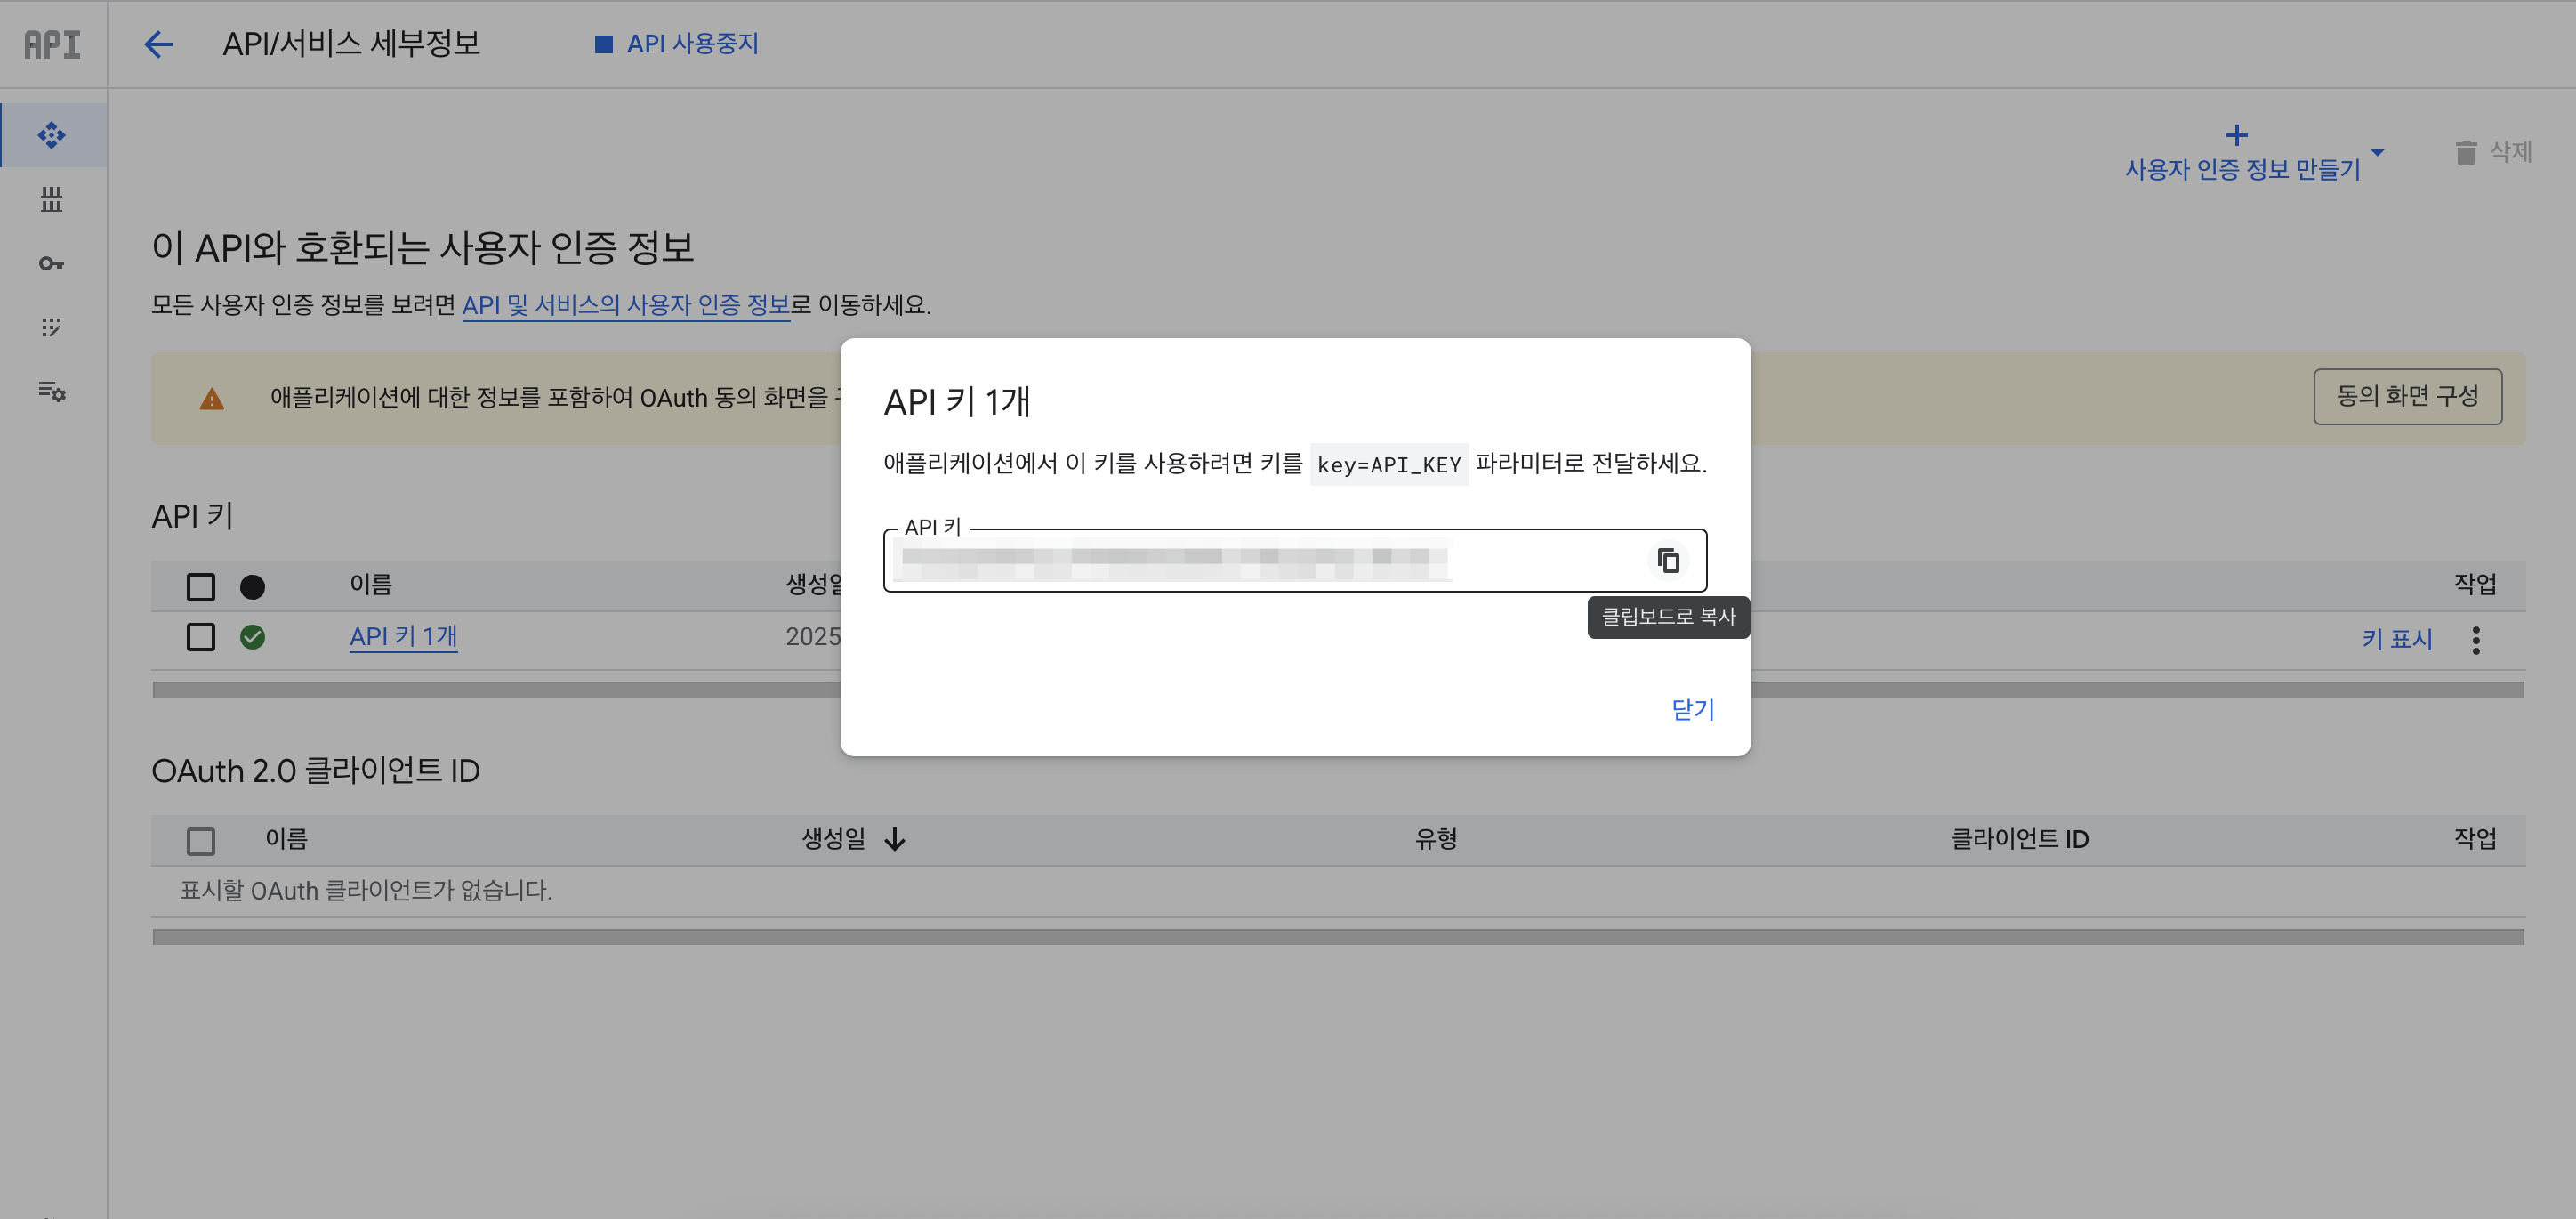 API
API/서비스 세부정보
API 사용중지
사용자 인증 정보 만들기
삭제
이 API와 호환되는 사용자 인증 정보
모든 사용자 인증 정보를 보려면 API 및 서비스의 사용자 인증 정보로 이동하세요.
애플리케이션에 대한 정보를 포함하여 OAuth 동의 화면을
동의 화면 구성
API 키
이름
생성일
작업
API 키 1개
2025
키 표시
API 키 1개
애플리케이션에서 이 키를 사용하려면 키를 key=API_KEY 파라미터로 전달하세요.
API 키
클립보드로 복사
닫기
OAuth 2.0 클라이언트 ID
이름
생성일
유형
클라이언트 ID
작업
표시할 OAuth 클라이언트가 없습니다.